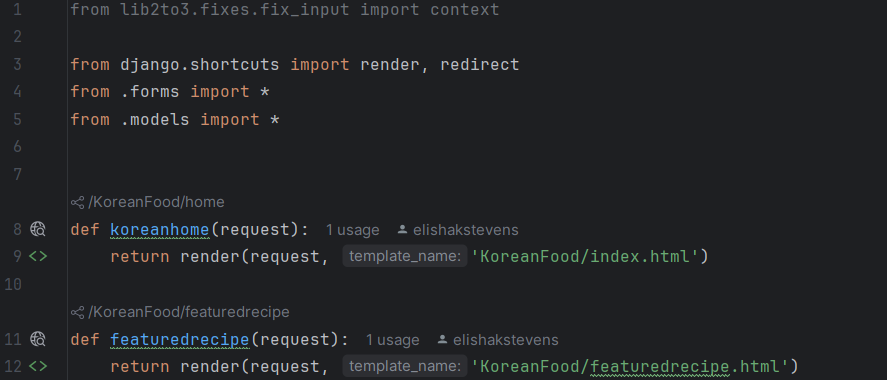 1 from lib2to3.fixes.fix_input import context
2
3 from django.shortcuts import render, redirect
4 from .forms import *
5 from .models import *
6
7
/KoreanFood/home
8 def koreanhome(request): 1 usage elishakstevens
9 return render(request, template_name: 'KoreanFood/index.html')
10
/KoreanFood/featuredrecipe
11 def featuredrecipe(request): 1 usage elishakstevens
12 return render(request, template_name: 'KoreanFood/featuredrecipe.html')